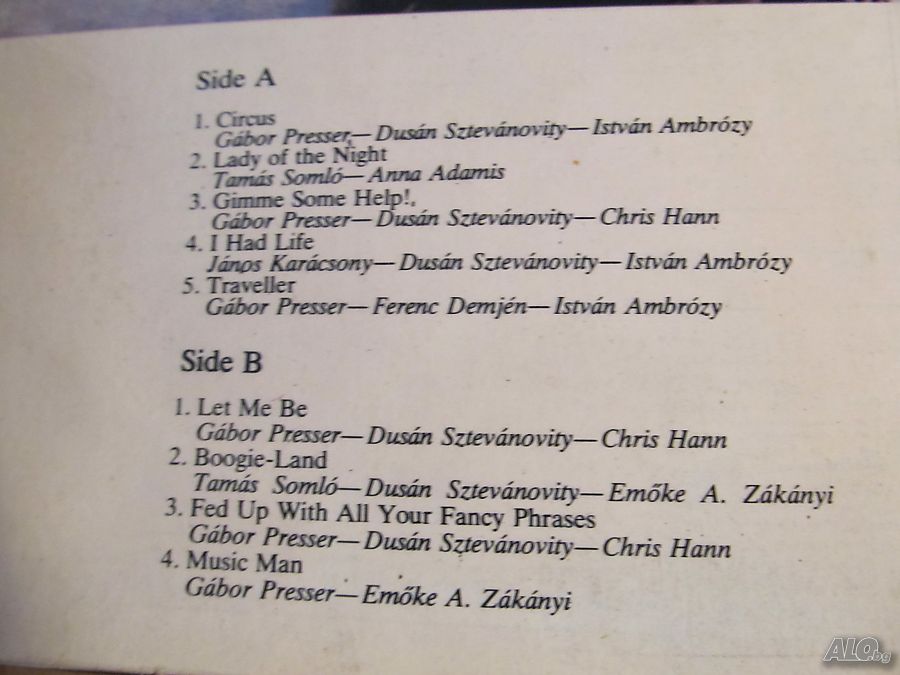 Side A
1. Circus
Gábor Presser,— Dusán Sztevánovity— István Ambrózy
2. Lady of the Night
Tamás Somló— Anna Adamis
3. Gimme Some Help!,
Gábor Presser— Dusán Sztevánovity— Chris Hann
4. I Had Life
János Karácsony— Dusán Sztevánovity— István Ambrózy
5. Traveller
Gábor Presser— Ferenc Demjén— István Ambrózy
Side B
1. Let Me Be
Gábor Presser— Dusán Sztevánovity— Chris Hann
2. Boogie-Land
Tamás Somló— Dusán Sztevánovity— Emőke A. Zákányi
3. Fed Up With All Your Fancy Phrases
Gábor Presser— Dusán Sztevánovity— Chris Hann
4. Music Man
Gábor Presser— Emőke A. Zákányi
ALO.bg